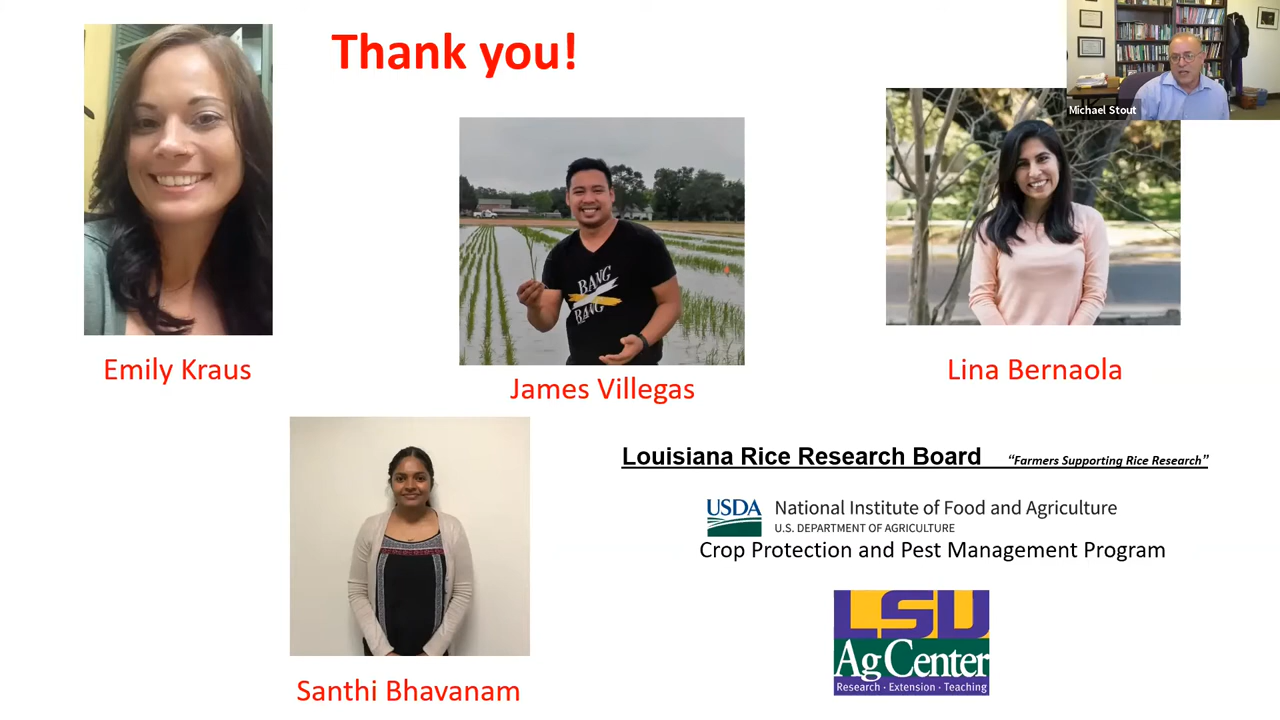 Thank you!
Michael Stout
BANG
BANG
Emily Kraus
James Villegas
Lina Bernaola
Louisiana Rice Research Board “Farmers Supporting Rice Research”
USDA National Institute of Food and Agriculture
U.S. DEPARTMENT OF AGRICULTURE
Crop Protection and Pest Management Program
LSU
AgCenter
Research · Extension · Teaching
Santhi Bhavanam